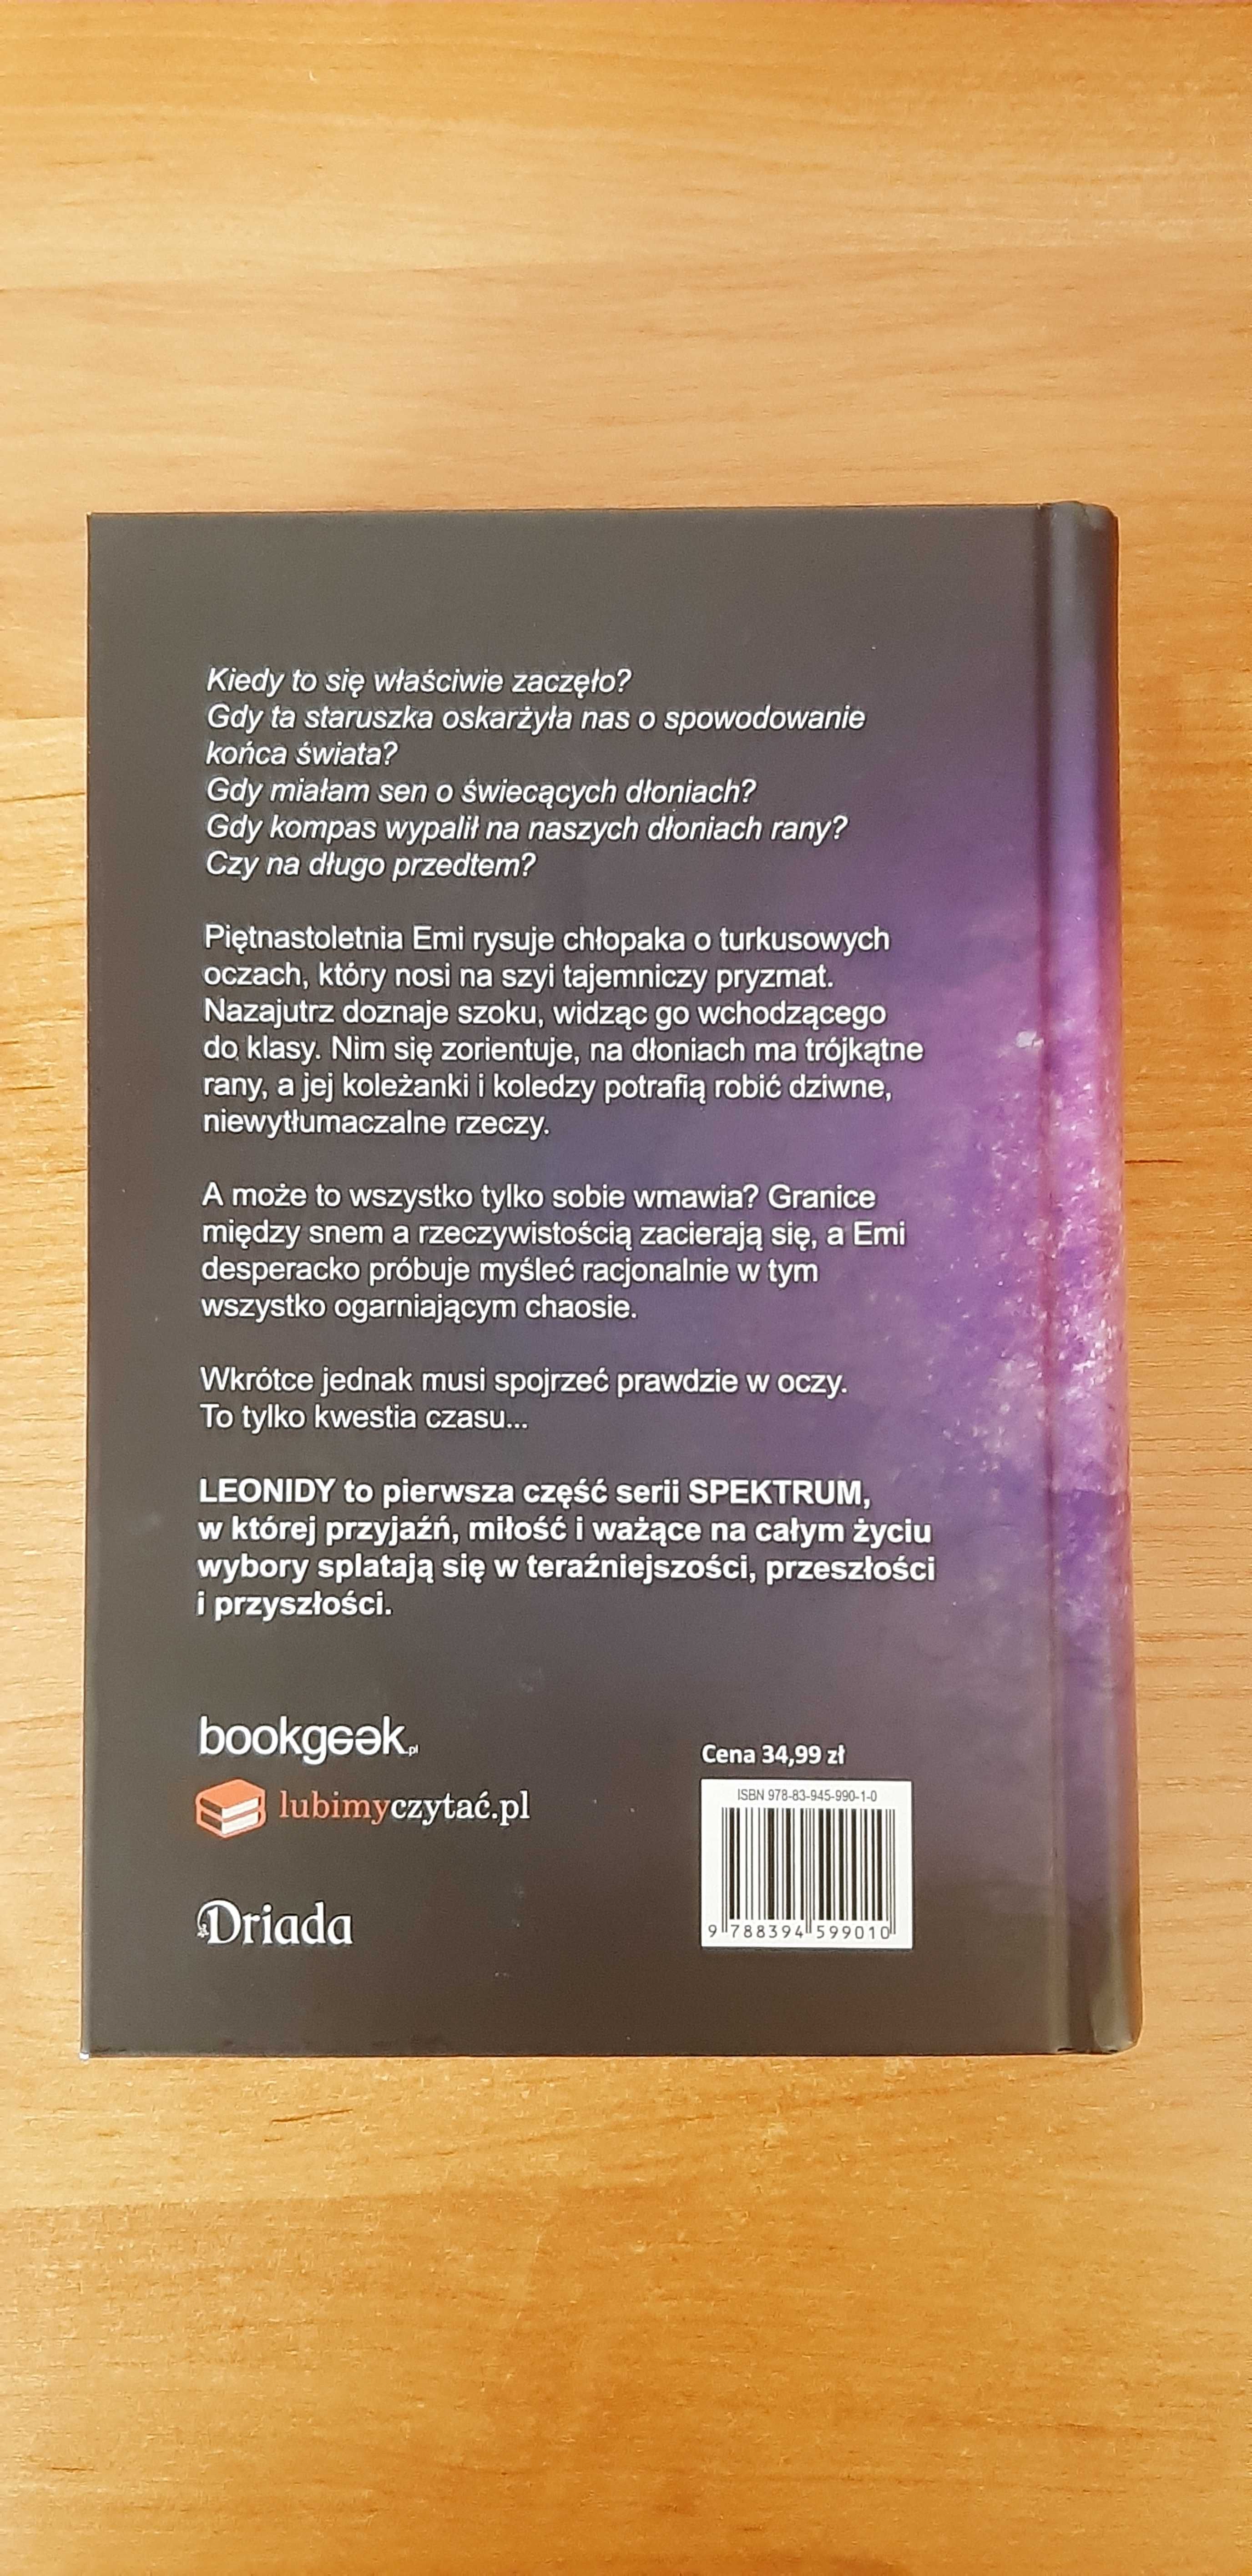 Kiedy to się właściwie zaczęło?
Gdy ta staruszka oskarżyła nas o spowodowanie
końca świata?
Gdy miałam sen o świecących dłoniach?
Gdy kompas wypalił na naszych dłoniach rany?
Czy na długo przedtem?
Piętnastoletnia Emi rysuje chłopaka o turkusowych
oczach, który nosi na szyi tajemniczy pryzmat.
Nazajutrz doznaje szoku, widząc go wchodzącego
do klasy. Nim się zorientuje, na dłoniach ma trójkątne
rany, a jej koleżanki i koledzy potrafią robić dziwne,
niewytłumaczalne rzeczy.
A może to wszystko tylko sobie wmawia? Granice
między snem a rzeczywistością zacierają się, a Emi
desperacko próbuje myśleć racjonalnie w tym
wszystko ogarniającym chaosie.
Wkrótce jednak musi spojrzeć prawdzie w oczy.
To tylko kwestia czasu...
LEONIDY to pierwsza część serii SPEKTRUM,
w której przyjaźń, miłość i ważące na całym życiu
wybory splatają się w teraźniejszości, przeszłości
i przyszłości.
bookgeek.pl
lubimyczytać.pl
Driada
Cena 34,99 zł
ISBN 978-83-945-990-1-0
9 788394 599010